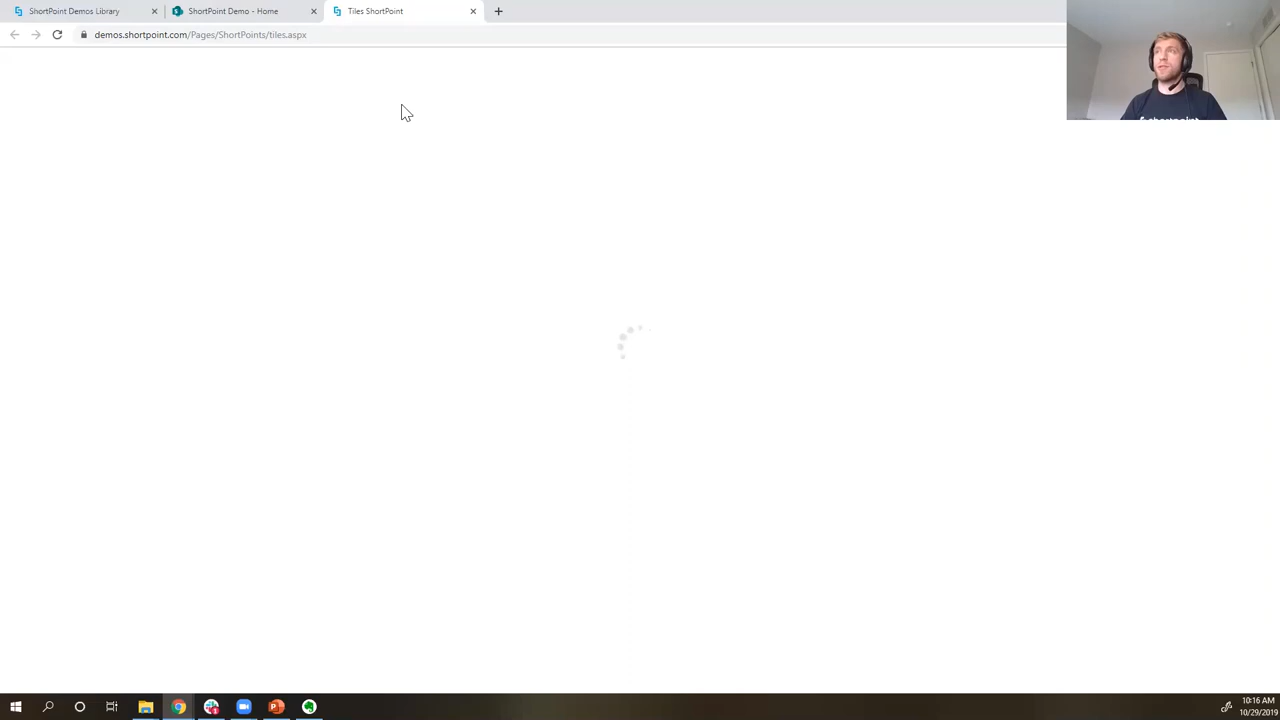 ShortPoint Demos Library
ShortPoint Demo - Home
Tiles ShortPoint
demos.shortpoint.com/Pages/ShortPoints/tiles.aspx
shortpoint
10:16 AM
10/29/2019